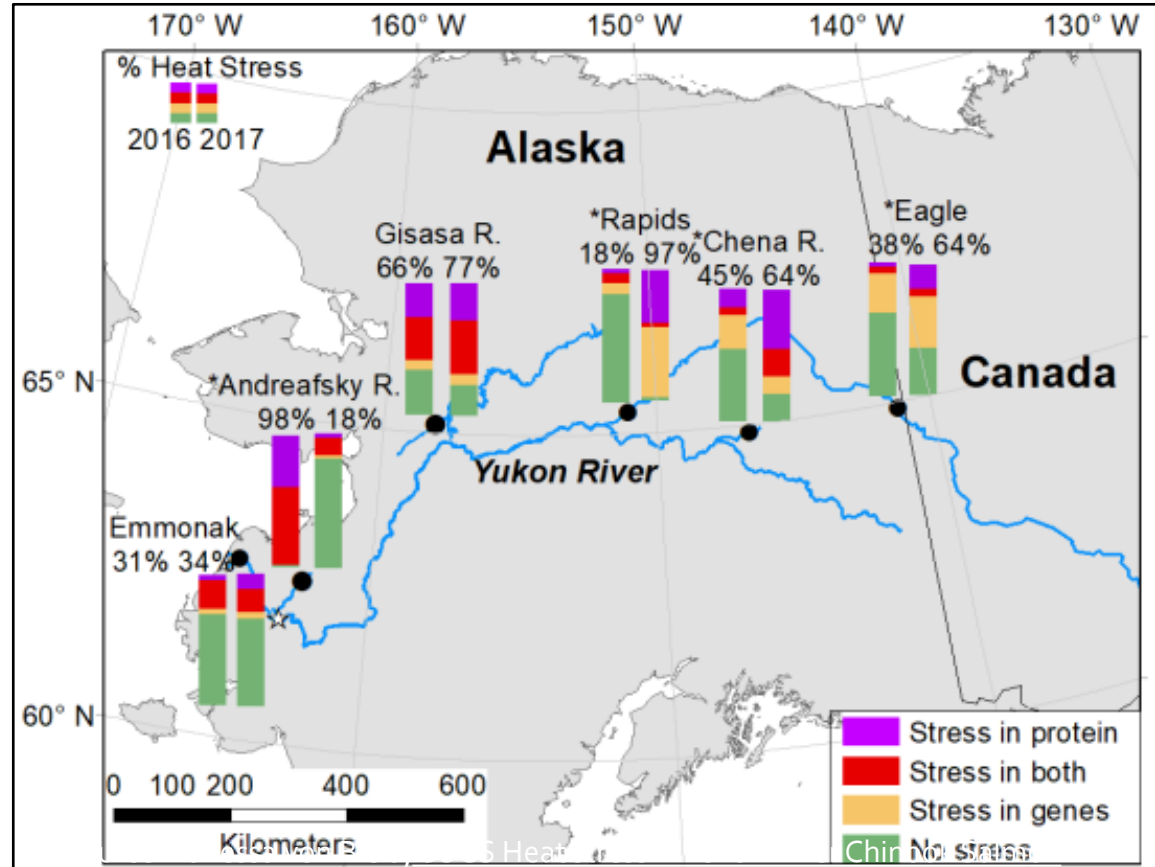 170° W 160° W 150° W 140° W 130° W
% Heat Stress
2016 2017
Alaska
*Rapids
18% 97%
*Eagle
38% 64%
Gisasa R.
66% 77%
*Chena R.
45% 64%
65° N
Canada
*Andreafsky R.
98% 18%
Yukon River
Emmonak
31% 34%
60° N
Stress in protein
Stress in both
Stress in genes
No stress
0 100 200 400 600
Kilometers
Heat